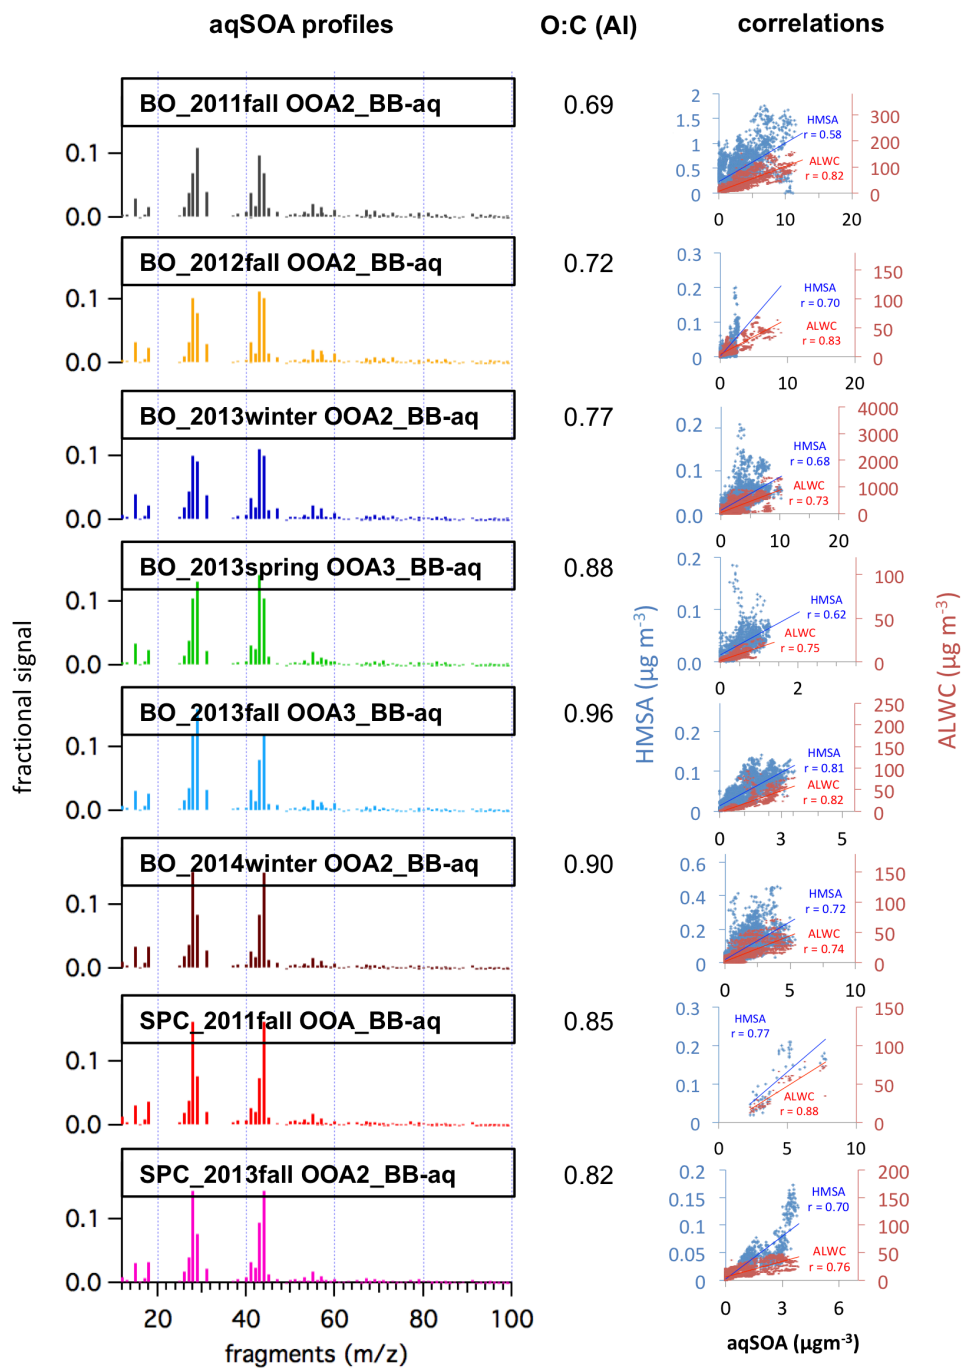 aqSOA profiles O:C (AI) correlations
BO_2011fall OOA2_BB-aq 0.69
0.1
0.0
2
1.5
1
0.5
0
300
200
100
0
HMSA
r = 0.58
ALWC
r = 0.82
0 10 20
BO_2012fall OOA2_BB-aq 0.72
0.1
0.0
0.3
0.2
0.1
0
150
100
50
0
HMSA
r = 0.70
ALWC
r = 0.83
0 10 20
BO_2013winter OOA2_BB-aq 0.77
0.1
0.0
0.2
0.1
0.0
4000
3000
2000
1000
0
HMSA
r = 0.68
ALWC
r = 0.73
0 10 20
BO_2013spring OOA3_BB-aq 0.88
0.1
0.0
0.2
0.1
0.0
100
50
0
HMSA
r = 0.62
ALWC
r = 0.75
0 2
BO_2013fall OOA3_BB-aq 0.96
0.1
0.0
0.2
0.1
0
250
200
150
100
50
0
HMSA
r = 0.81
ALWC
r = 0.82
0 3 5
BO_2014winter OOA2_BB-aq 0.90
0.1
0.0
0.6
0.4
0.2
0
150
100
50
0
HMSA
r = 0.72
ALWC
r = 0.74
0 5 10
SPC_2011fall OOA_BB-aq 0.85
0.1
0.0
0.3
0.2
0.1
0
150
100
50
0
HMSA
r = 0.77
ALWC
r = 0.88
0 5 10
SPC_2013fall OOA2_BB-aq 0.82
0.1
0.0
0.2
0.15
0.1
0.05
0
200
150
100
50
0
HMSA
r = 0.70
ALWC
r = 0.76
0 3 6
20 40 60 80 100
fragments (m/z)
aqSOA (µgm⁻³)
fractional signal
HMSA (µg m⁻³)
ALWC (µg m⁻³)